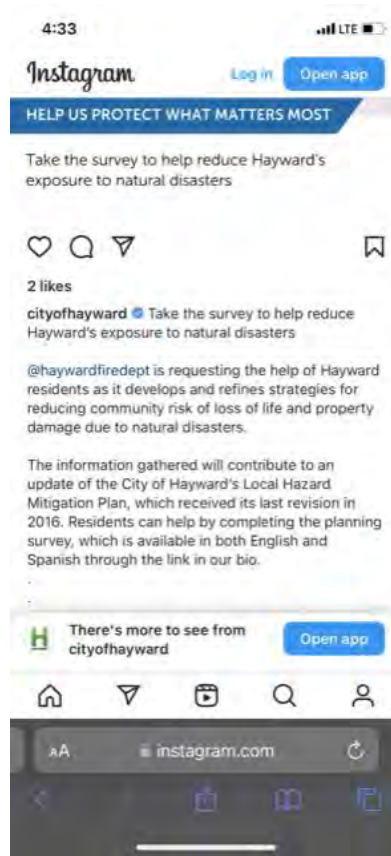 4:33
LTE
Instagram
Log in
Open app
HELP US PROTECT WHAT MATTERS MOST
Take the survey to help reduce Hayward's
exposure to natural disasters
2 likes
cityofhayward Take the survey to help reduce
Hayward's exposure to natural disasters
@haywardfiredept is requesting the help of Hayward
residents as it develops and refines strategies for
reducing community risk of loss of life and property
damage due to natural disasters.
The information gathered will contribute to an
update of the City of Hayward's Local Hazard
Mitigation Plan, which received its last revision in
2016. Residents can help by completing the planning
survey, which is available in both English and
Spanish through the link in our bio.
.
.
H
There's more to see from
cityofhayward
Open app
AA
instagram.com